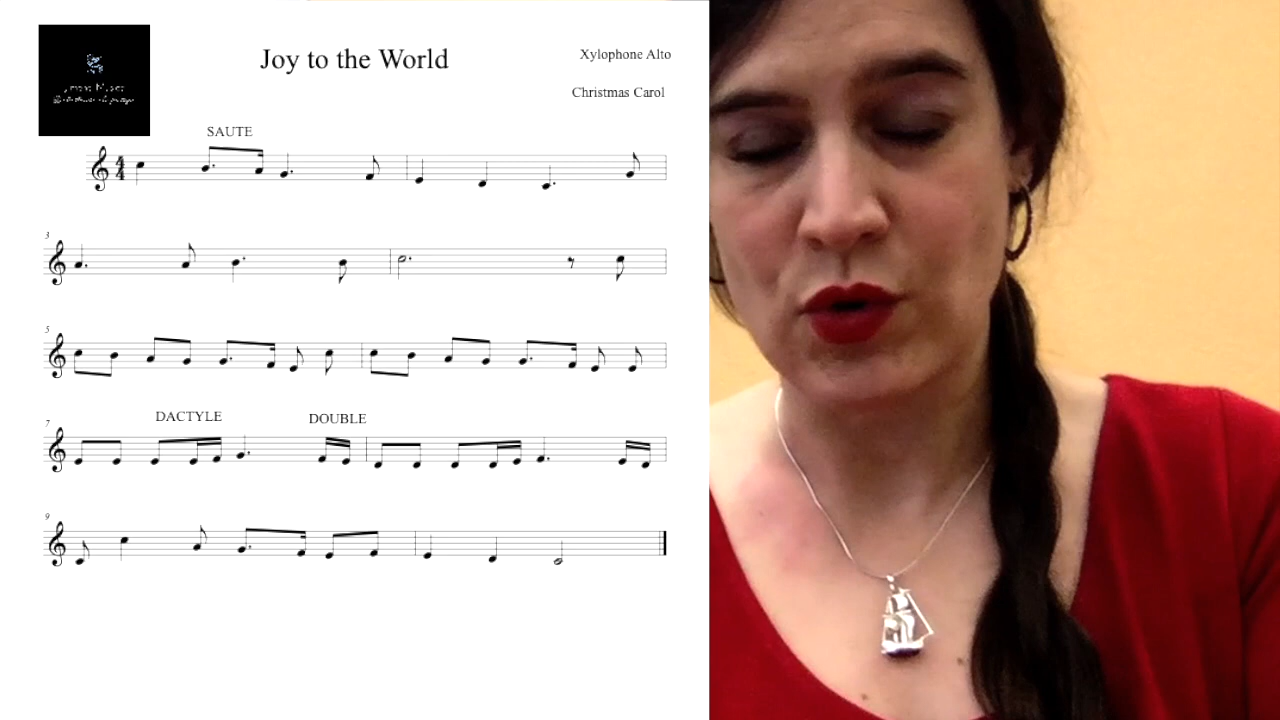 Joy to the World
Xylophone Alto
Christmas Carol
SAUTE
3
5
7
DACTYLE
DOUBLE
9